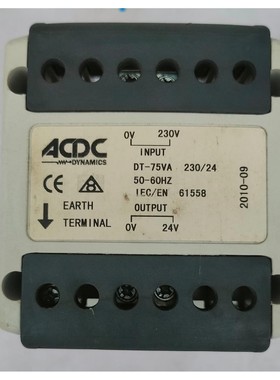 0V 230V
INPUT
ACDC
DYNAMICS
DT-75VA 230/24
50-60HZ
IEC/EN 61558
CE
EARTH
TERMINAL
OUTPUT
0V 24V
2010-09